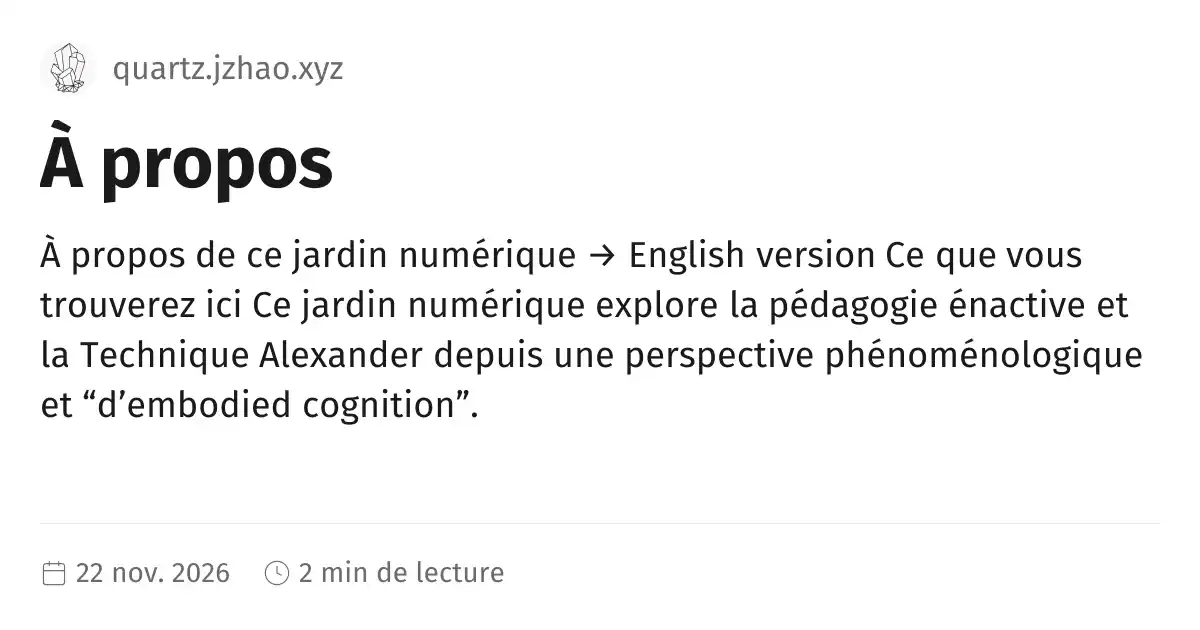 quartz.jzhao.xyz
À propos
À propos de ce jardin numérique → English version Ce que vous
trouverez ici Ce jardin numérique explore la pédagogie énactive et
la Technique Alexander depuis une perspective phénoménologique
et “d’embodied cognition”.
22 nov. 2026 2 min de lecture